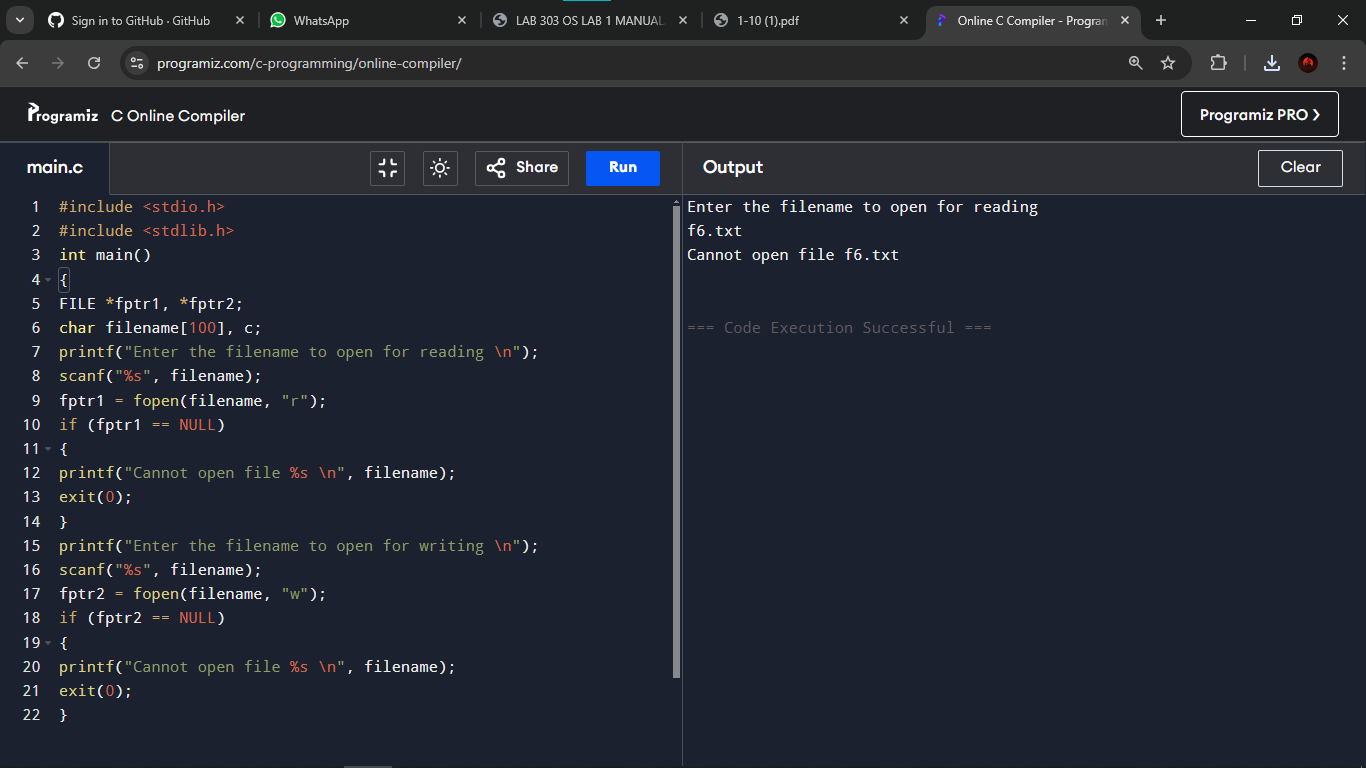 Sign in to GitHub · GitHub
WhatsApp
LAB 303 OS LAB 1 MANUAL
1-10 (1).pdf
Online C Compiler - Program
programiz.com/c-programming/online-compiler/
Programiz C Online Compiler
Programiz PRO
main.c
Share
Run
Output
Clear
1 #include <stdio.h>
2 #include <stdlib.h>
3 int main()
4 {
5 FILE *fptr1, *fptr2;
6 char filename[100], c;
7 printf("Enter the filename to open for reading \n");
8 scanf("%s", filename);
9 fptr1 = fopen(filename, "r");
10 if (fptr1 == NULL)
11 {
12 printf("Cannot open file %s \n", filename);
13 exit(0);
14 }
15 printf("Enter the filename to open for writing \n");
16 scanf("%s", filename);
17 fptr2 = fopen(filename, "w");
18 if (fptr2 == NULL)
19 {
20 printf("Cannot open file %s \n", filename);
21 exit(0);
22 }
Enter the filename to open for reading
f6.txt
Cannot open file f6.txt
=== Code Execution Successful ===